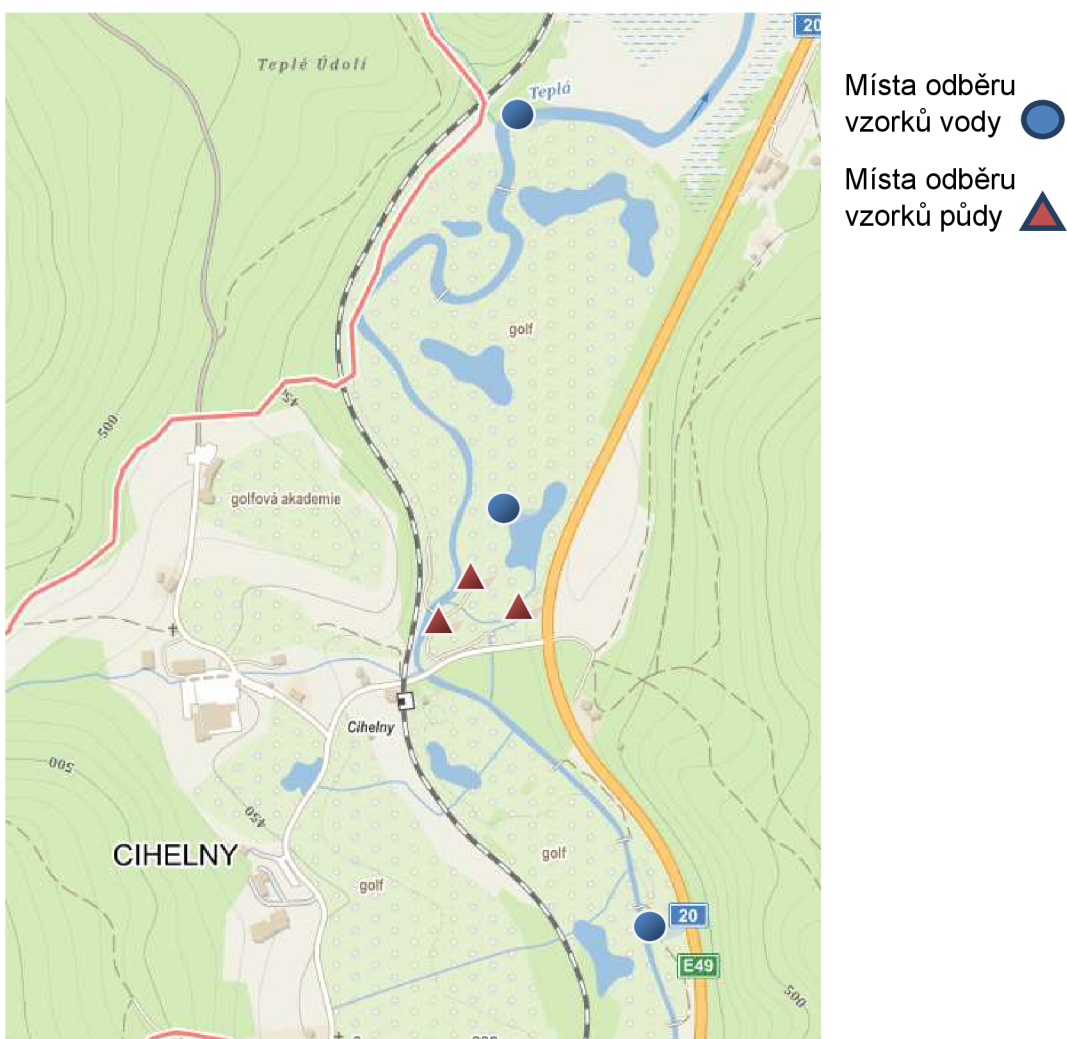 20
Teplé Údolí
Teplá
Místa odběru
vzorků vody
Místa odběru
vzorků půdy
golf
450
500
golfová akademie
Cihelny
500
450
CIHELNY
golf
golf
20
E49
500